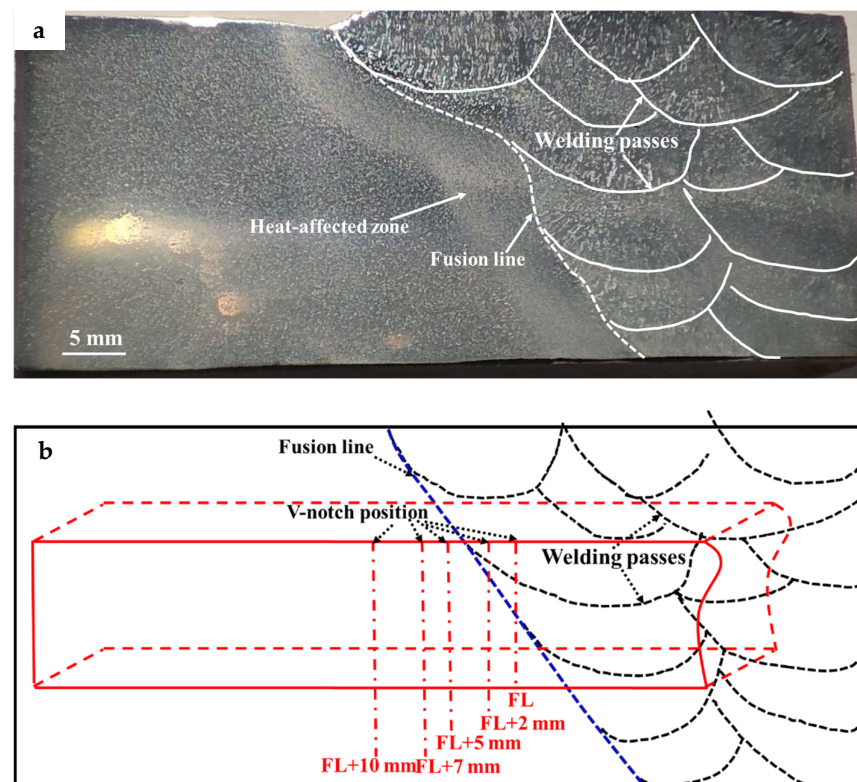 a
Welding passes
Heat-affected zone
Fusion line
5 mm
b
Fusion line
V-notch position
Welding passes
FL
FL+2 mm
FL+5 mm
FL+10 mm
FL+7 mm